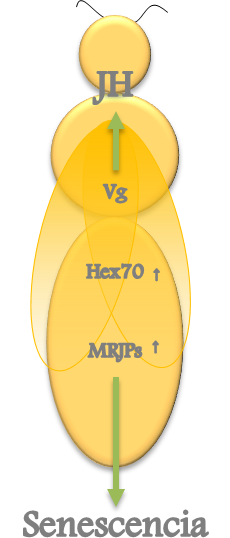 JH
Vg
Hex70 ↑
MRJPs ↑
Senescencia